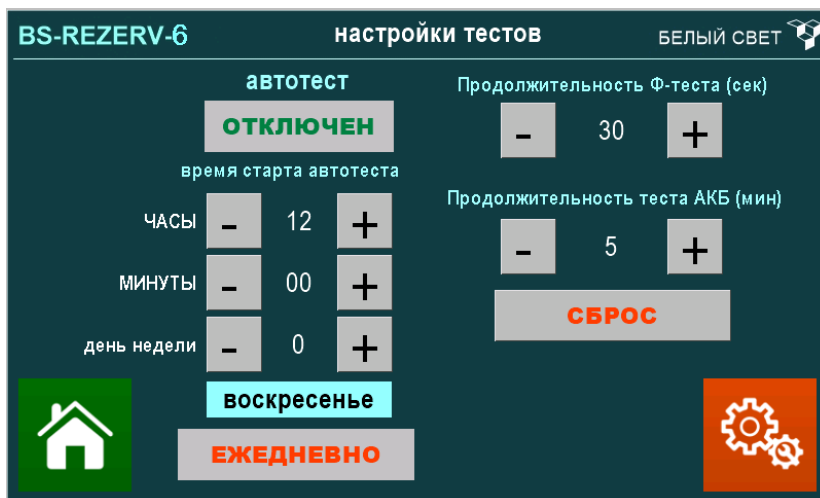 BS-REZERV-6
настройки тестов
БЕЛЫЙ СВЕТ
автотест
ОТКЛЮЧЕН
время старта автотеста
ЧАСЫ - 12 +
МИНУТЫ - 00 +
день недели - 0 +
воскресенье
ЕЖЕДНЕВНО
Продолжительность Ф-теста (сек)
- 30 +
Продолжительность теста АКБ (мин)
- 5 +
СБРОС